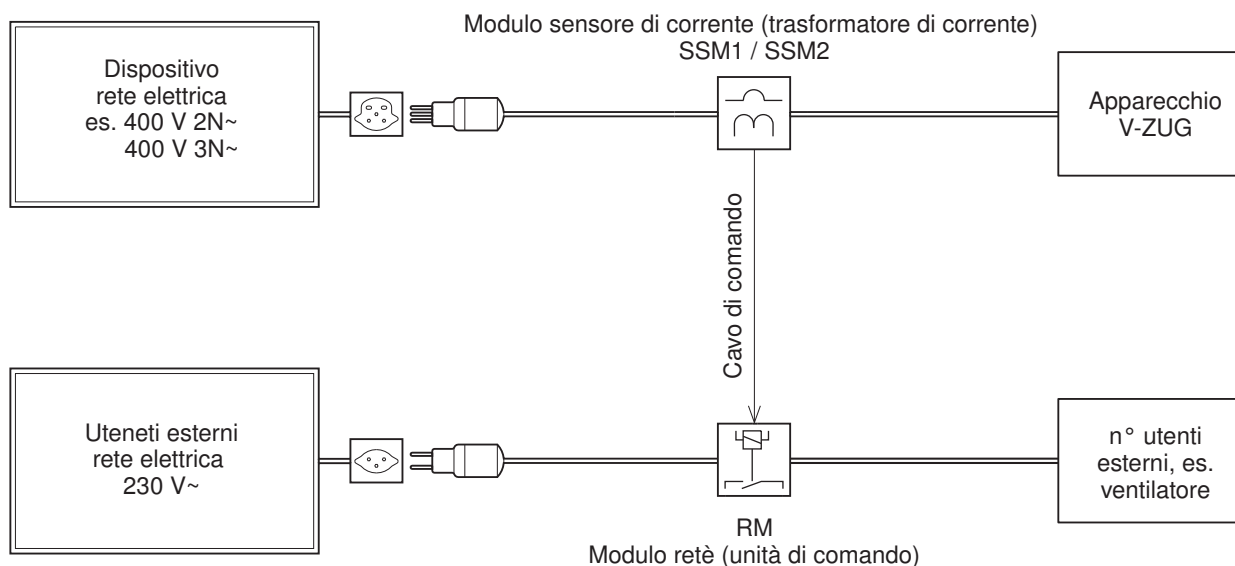 Modulo sensore di corrente (trasformatore di corrente)
SSM1 / SSM2
Dispositivo
rete elettrica
es. 400 V 2N~
400 V 3N~
Apparecchio
V-ZUG
Cavo di comando
Uteneti esterni
rete elettrica
230 V~
n° utenti
esterni, es.
ventilatore
RM
Modulo retè (unità di comando)